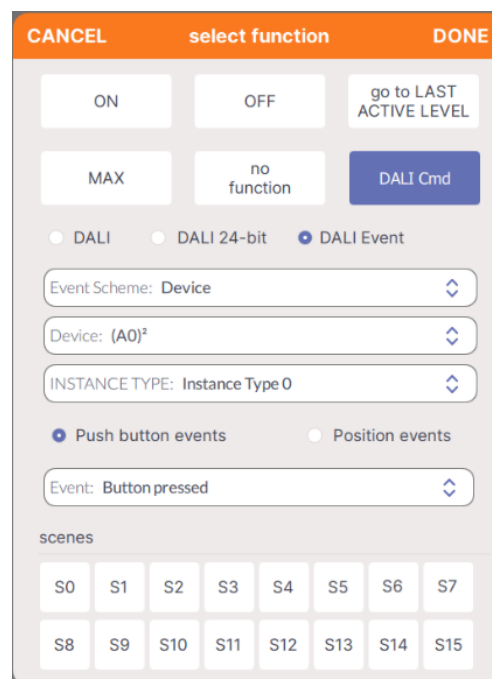 CANCEL select function DONE
ON OFF go to LAST ACTIVE LEVEL
MAX no function DALI Cmd
DALI DALI 24-bit DALI Event
Event Scheme: Device
Device: (A0)²
INSTANCE TYPE: Instance Type 0
Push button events Position events
Event: Button pressed
scenes
S0 S1 S2 S3 S4 S5 S6 S7
S8 S9 S10 S11 S12 S13 S14 S15